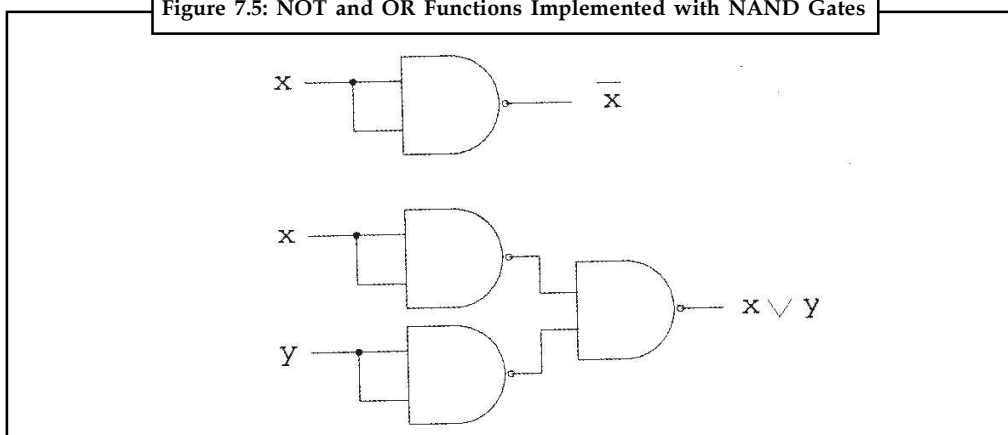 Figure 7.5: NOT and OR Functions Implemented with NAND Gates
x
x̅
x
x ∨ y
y